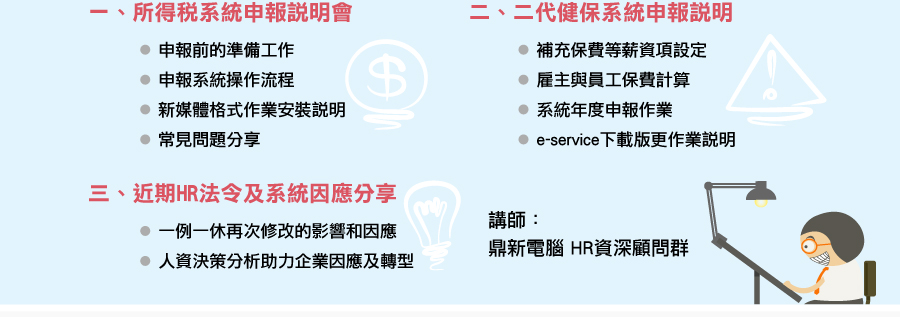 一、所得税系統申報説明會
申報前的準備工作
申報系統操作流程
新媒體格式作業安裝説明
常見問題分享
二、二代健保系統申報説明
補充保費等薪資項設定
雇主與員工保費計算
系統年度申報作業
e-service下載版更作業説明
三、近期HR法令及系統因應分享
一例一休再次修改的影響和因應
人資決策分析助力企業因應及轉型
講師：
鼎新電腦 HR資深顧問群